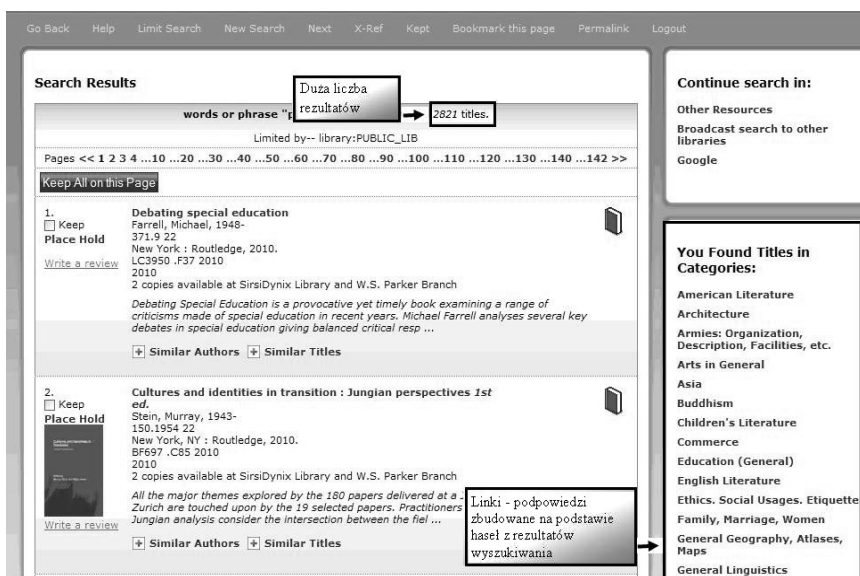 Go Back Help Limit Search New Search Next X-Ref Kept Bookmark this page Permalink Logout
Search Results
Duża liczba
rezultatów
words or phrase "p
2821 titles.
Limited by-- library:PUBLIC_LIB
Pages << 1 2 3 4 ...10 ...20 ...30 ...40 ...50 ...60 ...70 ...80 ...90 ...100 ...110 ...120 ...130 ...140 ...142 >>
Keep All on this Page
1.
Keep
Place Hold
Write a review
Debating special education
Farrell, Michael, 1948-
371.9 22
New York : Routledge, 2010.
LC3950 .F37 2010
2010
2 copies available at SirsiDynix Library and W.S. Parker Branch
Debating Special Education is a provocative yet timely book examining a range of
criticisms made of special education in recent years. Michael Farrell analyses several key
debates in special education giving balanced critical resp ...
+ Similar Authors + Similar Titles
2.
Keep
Place Hold
Write a review
Cultures and identities in transition : Jungian perspectives 1st
ed.
Stein, Murray, 1943-
150.1954 22
New York, NY : Routledge, 2010.
BF697 .C85 2010
2010
2 copies available at SirsiDynix Library and W.S. Parker Branch
All the major themes explored by the 180 papers delivered at a
Zurich are touched upon by the 19 selected papers. Practitioners
Jungian analysis consider the intersection between the fiel ...
+ Similar Authors + Similar Titles
Linki - podpowiedzi
zbudowane na podstawie
haseł z rezultatów
wyszukiwania
Continue search in:
Other Resources
Broadcast search to other
libraries
Google
You Found Titles in
Categories:
American Literature
Architecture
Armies: Organization,
Description, Facilities, etc.
Arts in General
Asia
Buddhism
Children's Literature
Commerce
Education (General)
English Literature
Ethics. Social Usages. Etiquette
Family, Marriage, Women
General Geography, Atlases,
Maps
General Linguistics